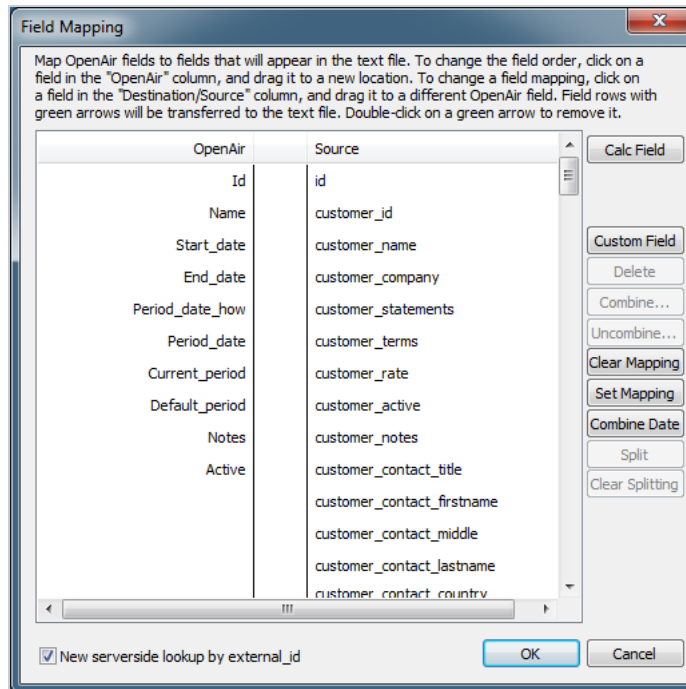 Field Mapping
Map OpenAir fields to fields that will appear in the text file. To change the field order, click on a
field in the "OpenAir" column, and drag it to a new location. To change a field mapping, click on
a field in the "Destination/Source" column, and drag it to a different OpenAir field. Field rows with
green arrows will be transferred to the text file. Double-click on a green arrow to remove it.
OpenAir Source Calc Field
Id id
Name customer_id
Start_date customer_name Custom Field
End_date customer_company Delete
Period_date_how customer_statements Combine...
Period_date customer_terms Uncombine...
Current_period customer_rate Clear Mapping
Default_period customer_active Set Mapping
Notes customer_notes Combine Date
Active customer_contact_title Split
customer_contact_firstname Clear Splitting
customer_contact_middle
customer_contact_lastname
customer_contact_country
New serverside lookup by external_id OK Cancel